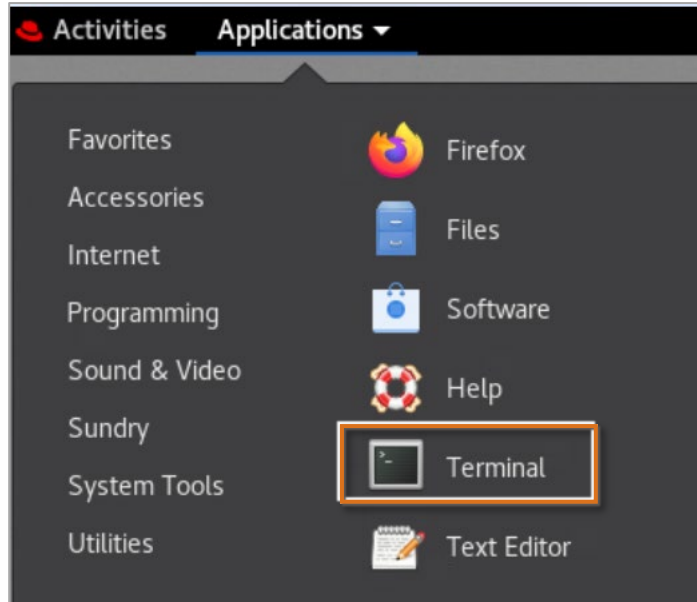 Activities Applications
Favorites
Accessories
Internet
Programming
Sound & Video
Sundry
System Tools
Utilities
Firefox
Files
Software
Help
Terminal
Text Editor